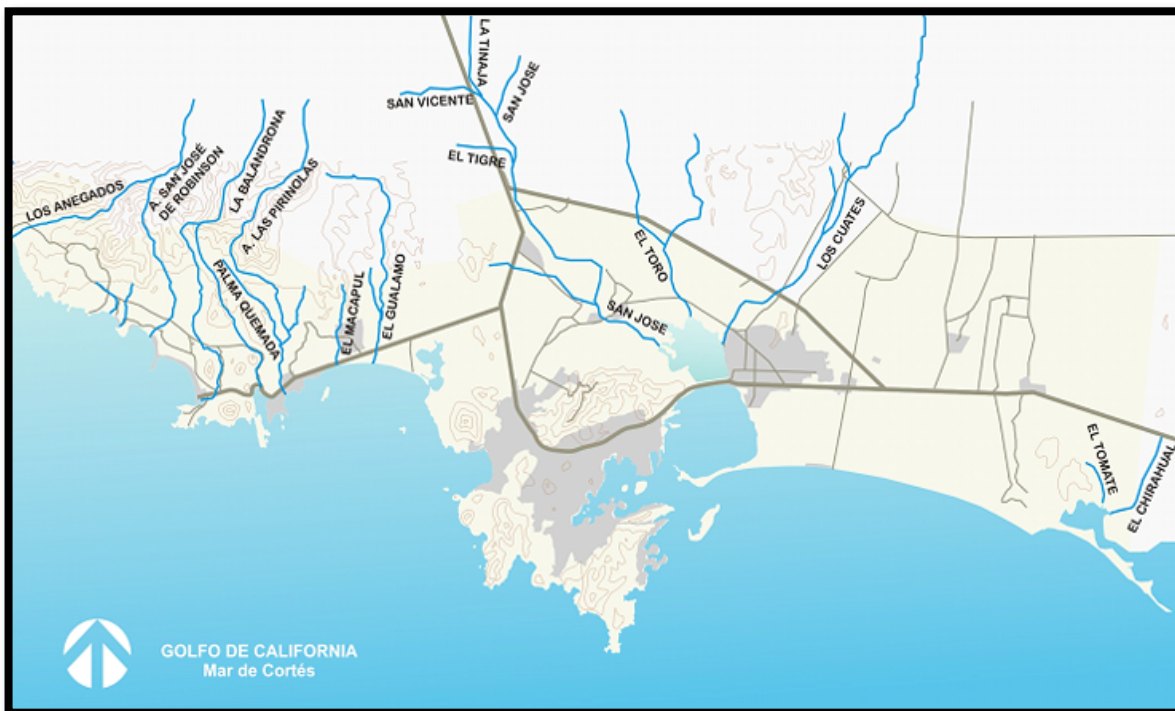 LA TINAJA
SAN JOSE
SAN VICENTE
EL TIGRE
LOS ANEGADOS
A. SAN JOSÉ
DE ROBINSON
LA BALANDRONA
A. LAS PIRINOLAS
PALMA QUEMADA
EL MACAPUL
EL GUALAMO
EL TORO
SAN JOSE
LOS CUATES
EL TOMATE
EL CHIRAHUAL
GOLFO DE CALIFORNIA
Mar de Cortés